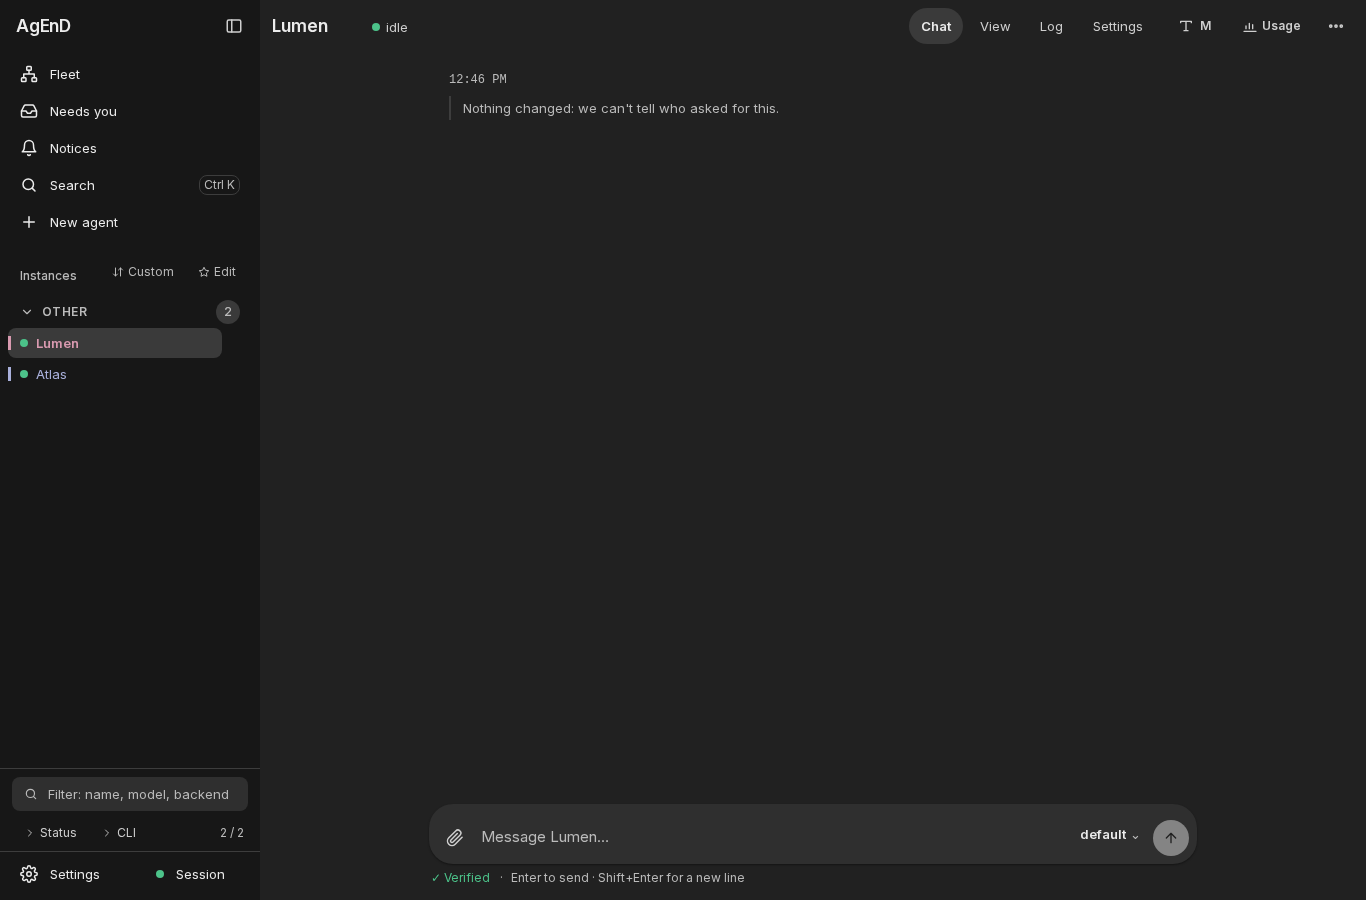 AgEnD
Fleet
Needs you
Notices
Search Ctrl K
New agent
Instances Custom Edit
OTHER 2
Lumen
Atlas
Filter: name, model, backend
Status CLI 2 / 2
Settings Session
Lumen idle Chat View Log Settings M Usage •••
12:46 PM
Nothing changed: we can't tell who asked for this.
Message Lumen... default
✓ Verified · Enter to send · Shift+Enter for a new line